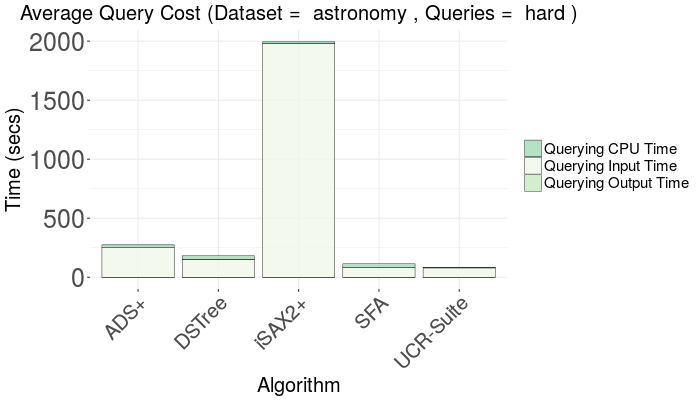 Average Query Cost (Dataset =  astronomy , Queries =  hard )
2000
1500
1000
500
0
Time (secs)
ADS+
DSTree
iSAX2+
SFA
UCR-Suite
Algorithm
Querying CPU Time
Querying Input Time
Querying Output Time